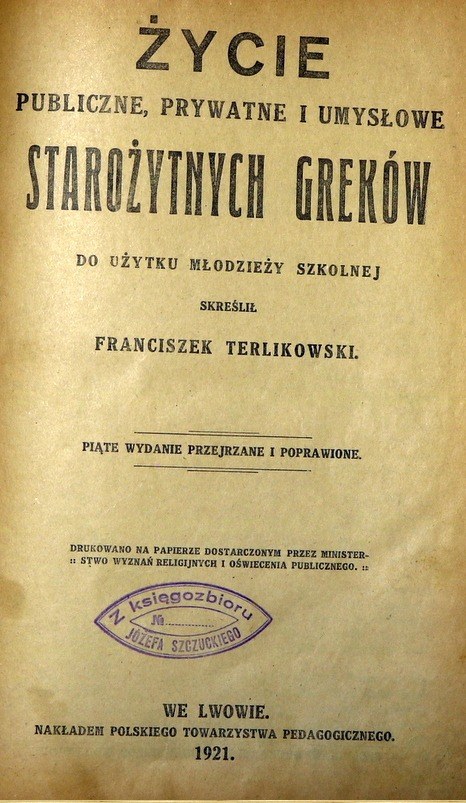 ŻYCIE
PUBLICZNE, PRYWATNE I UMYSŁOWE
STAROŻYTNYCH GREKÓW
DO UŻYTKU MŁODZIEŻY SZKOLNEJ
SKREŚLIŁ
FRANCISZEK TERLIKOWSKI.
PIĄTE WYDANIE PRZEJRZANE I POPRAWIONE.
DRUKOWANO NA PAPIERZE DOSTARCZONYM PRZEZ MINISTER-
:: STWO WYZNAŃ RELIGIJNYCH I OŚWIECENIA PUBLICZNEGO. ::
Z księgozbioru
№
JÓZEFA SZCZUCKIEGO
WE LWOWIE.
NAKŁADEM POLSKIEGO TOWARZYSTWA PEDAGOGICZNEGO.
1921.